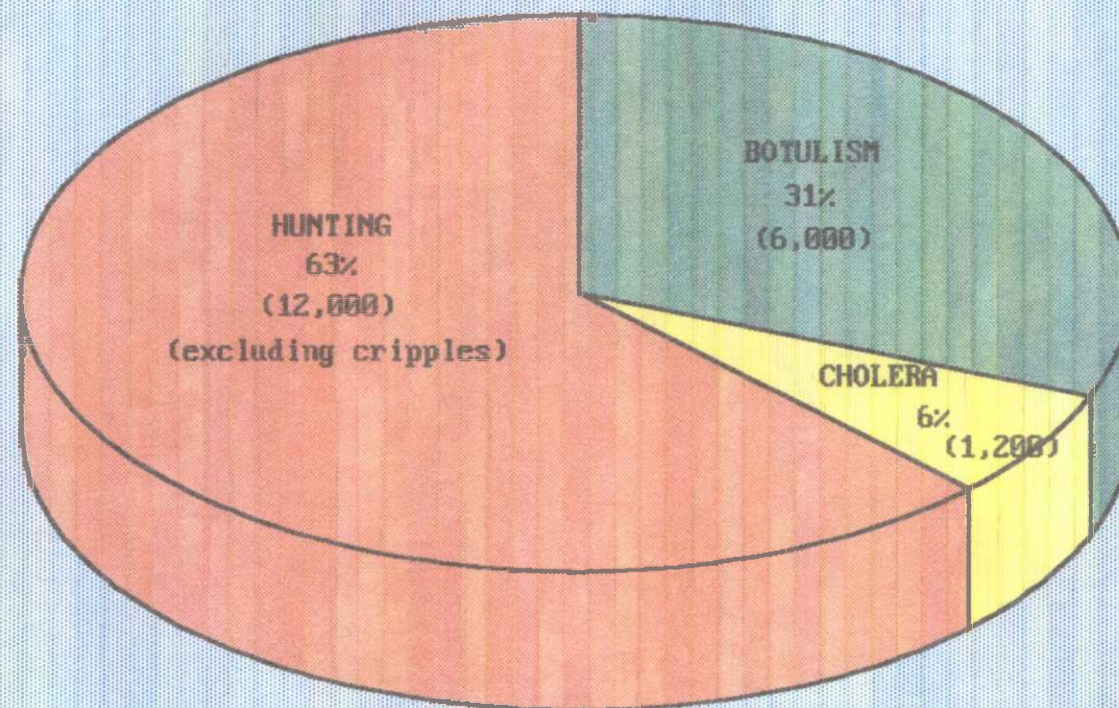 HUNTING
63%
(12,000)
(excluding cripples)
BOTULISM
31%
(6,000)
CHOLERA
6%
(1,200)